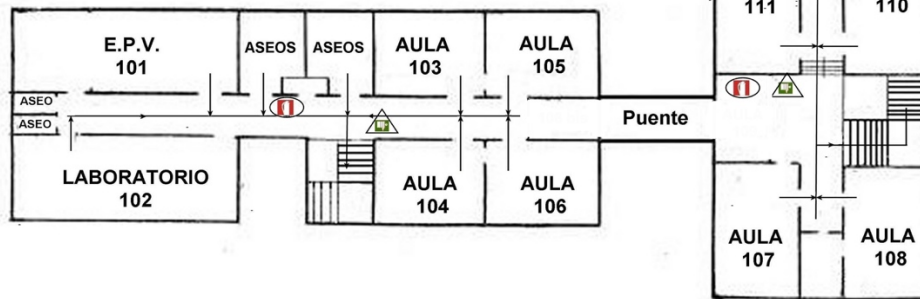 111
110
E.P.V.
101
ASEOS
ASEOS
AULA
103
AULA
105
ASEO
ASEO
Puente
LABORATORIO
102
AULA
104
AULA
106
AULA
107
AULA
108